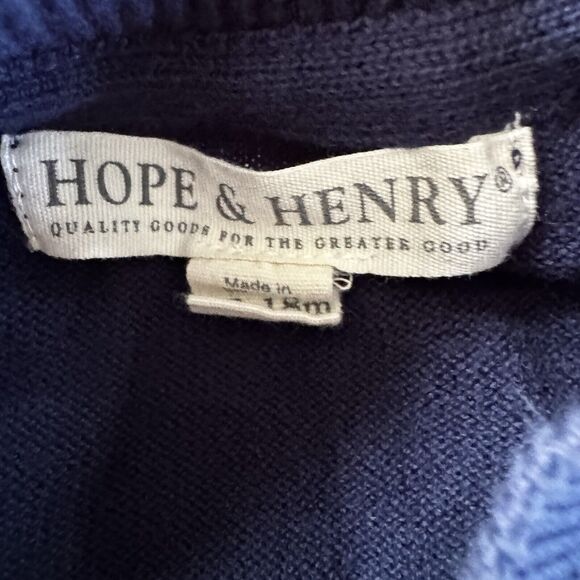 HOPE & HENRY®
QUALITY GOODS FOR THE GREATER GOOD
Made in
18m